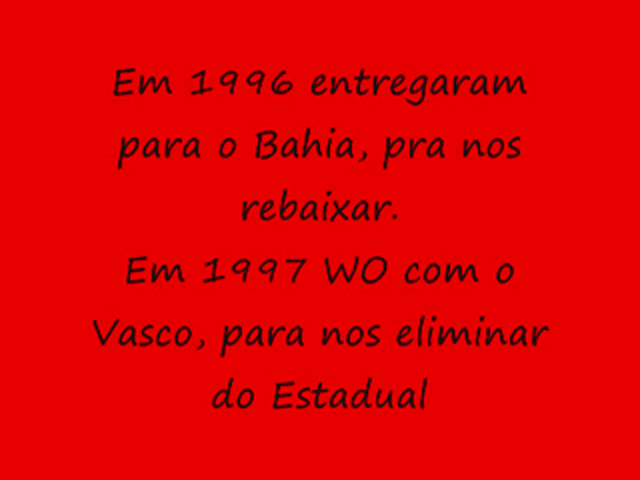 Em 1996 entregaram
para o Bahia, pra nos
rebaixar.
Em 1997 WO com o
Vasco, para nos eliminar
do Estadual